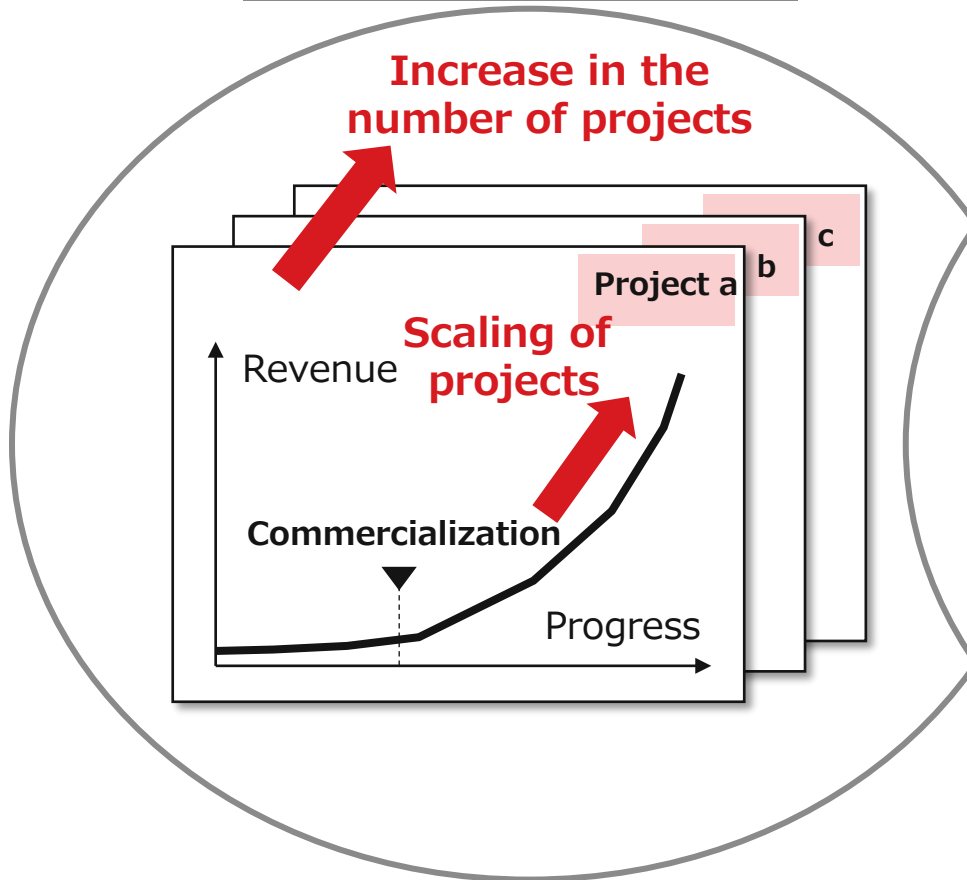 Increase in the
number of projects
c
b
Project a
Scaling of
projects
Revenue
Commercialization
Progress